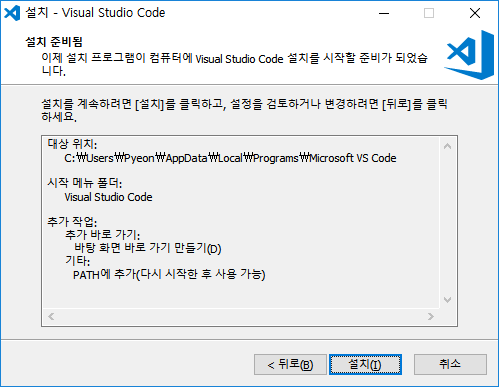 설치 - Visual Studio Code
설치 준비됨
이제 설치 프로그램이 컴퓨터에 Visual Studio Code 설치를 시작할 준비가 되었습
니다.
설치를 계속하려면 [설치]를 클릭하고, 설정을 검토하거나 변경하려면 [뒤로]를 클릭
하세요.
대상 위치:
C:₩Users₩Pyeon₩AppData₩Local₩Programs₩Microsoft VS Code
시작 메뉴 폴더:
Visual Studio Code
추가 작업:
추가 바로 가기:
바탕 화면 바로 가기 만들기(D)
기타:
PATH에 추가(다시 시작한 후 사용 가능)
< 뒤로(B) 설치(I) 취소